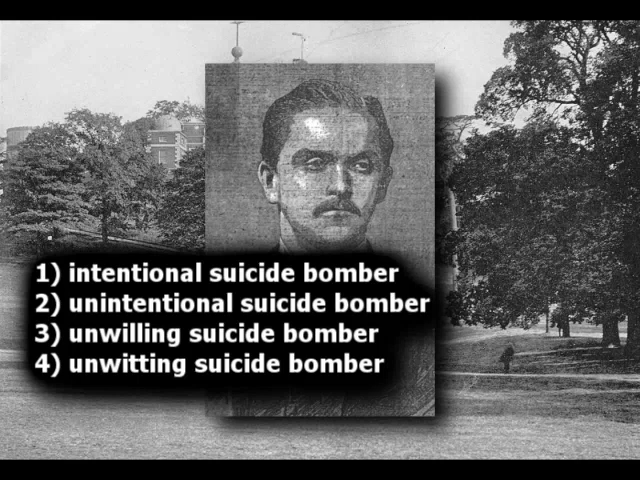 1) intentional suicide bomber
2) unintentional suicide bomber
3) unwilling suicide bomber
4) unwitting suicide bomber